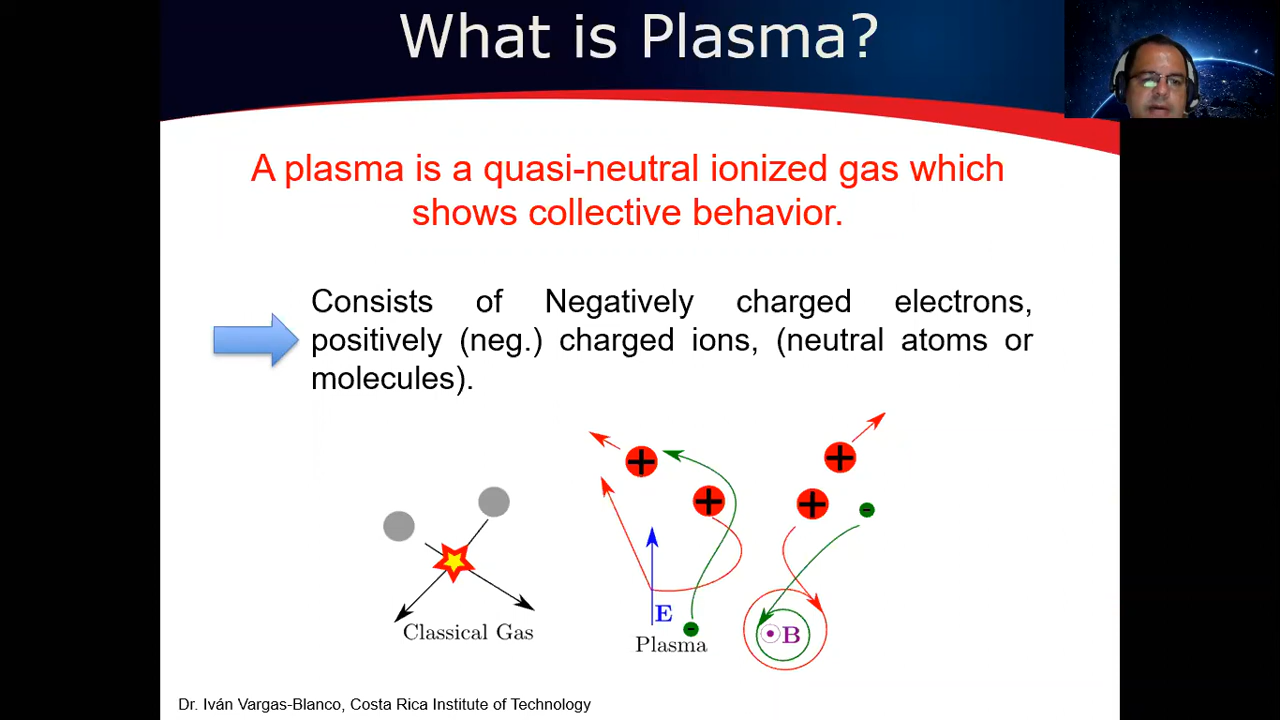 What is Plasma?
A plasma is a quasi-neutral ionized gas which
shows collective behavior.
Consists of Negatively charged electrons,
positively (neg.) charged ions, (neutral atoms or
molecules).
+
+
+
+
-
E
-
B
Classical Gas
Plasma
Dr. Iván Vargas-Blanco, Costa Rica Institute of Technology